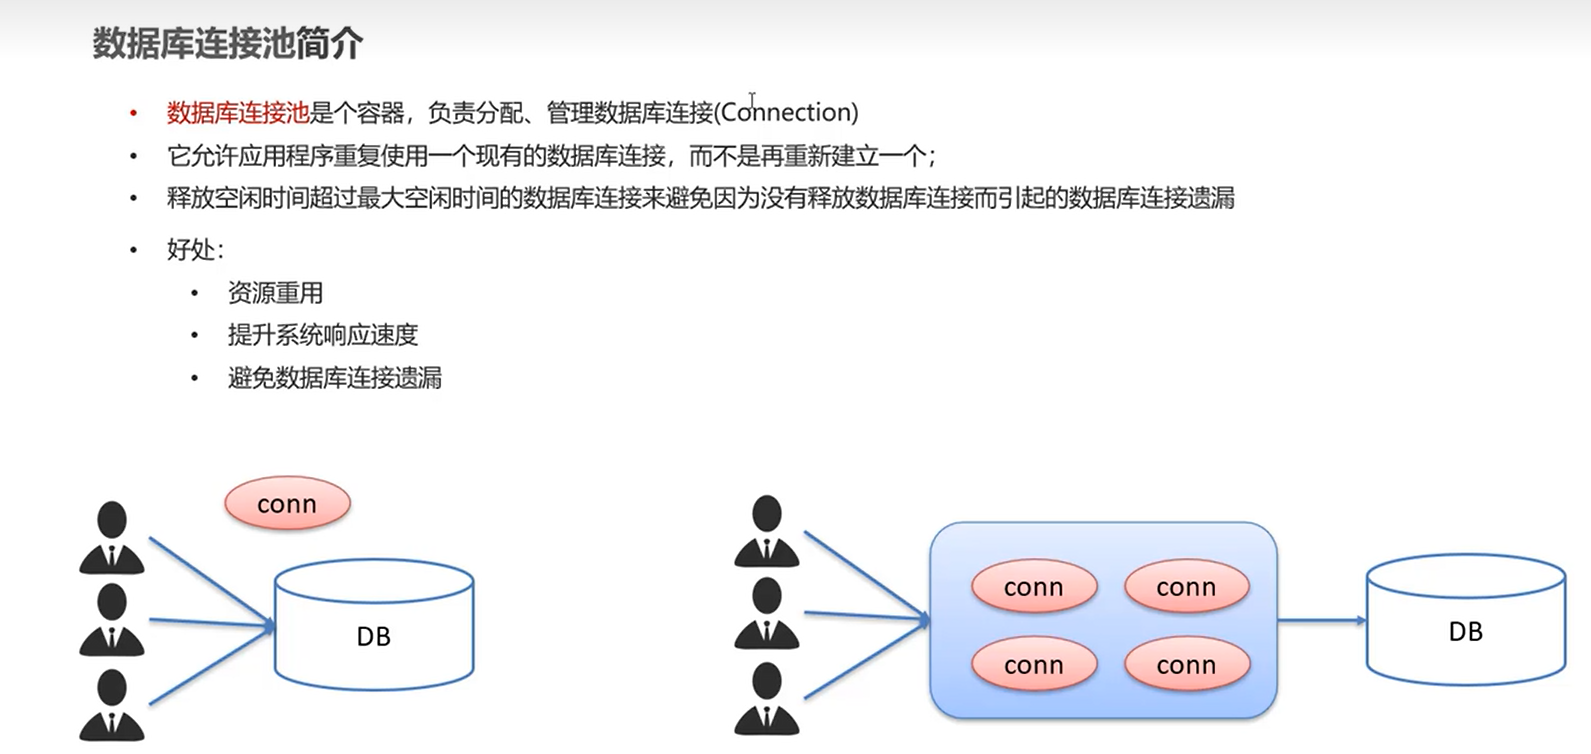 数据库连接池简介
• 数据库连接池是个容器，负责分配、管理数据库连接(Connection)
• 它允许应用程序重复使用一个现有的数据库连接，而不是再重新建立一个；
• 释放空闲时间超过最大空闲时间的数据库连接来避免因为没有释放数据库连接而引起的数据库连接遗漏
• 好处：
• 资源重用
• 提升系统响应速度
• 避免数据库连接遗漏
conn
DB
conn conn
conn conn
DB